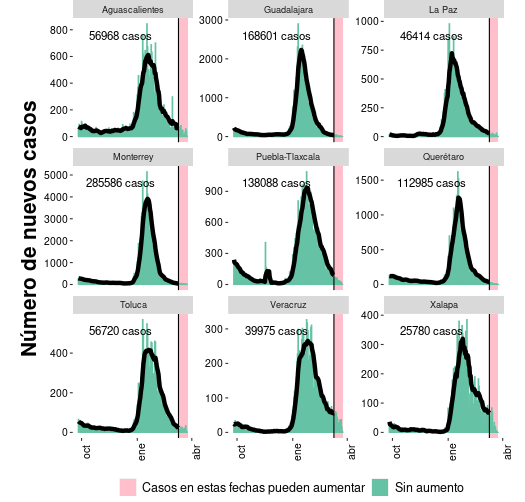 Número de nuevos casos
Aguascalientes
56968 casos
800
600
400
200
0
Guadalajara
168601 casos
3000
2000
1000
0
La Paz
46414 casos
1000
750
500
250
0
Monterrey
285586 casos
5000
4000
3000
2000
1000
0
Puebla-Tlaxcala
138088 casos
900
600
300
0
Querétaro
112985 casos
1500
1000
500
0
Toluca
56720 casos
400
200
0
Veracruz
39975 casos
300
200
100
0
Xalapa
25780 casos
400
300
200
100
0
oct ene abr
oct ene abr
oct ene abr
Casos en estas fechas pueden aumentar
Sin aumento